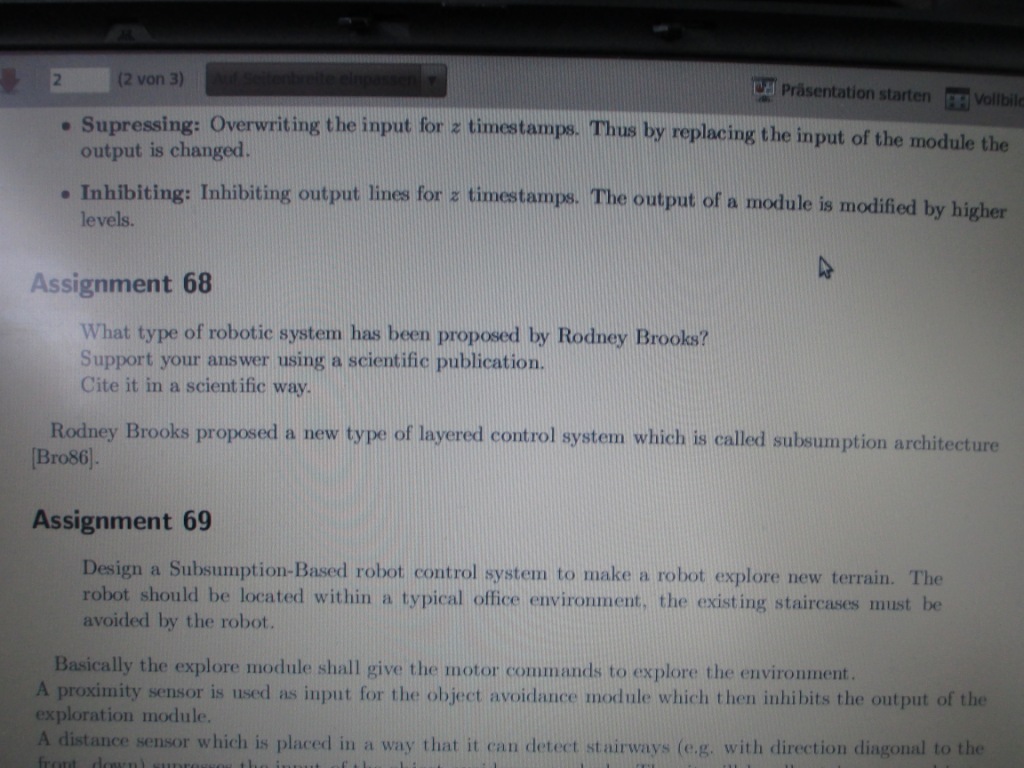 2 (2 von 3) Auf Seitenbreite einpassen Präsentation starten Vollbild
• Supressing: Overwriting the input for z timestamps. Thus by replacing the input of the module the
output is changed.
• Inhibiting: Inhibiting output lines for z timestamps. The output of a module is modified by higher
levels.
Assignment 68
What type of robotic system has been proposed by Rodney Brooks?
Support your answer using a scientific publication.
Cite it in a scientific way.
Rodney Brooks proposed a new type of layered control system which is called subsumption architecture
[Bro86].
Assignment 69
Design a Subsumption-Based robot control system to make a robot explore new terrain. The
robot should be located within a typical office environment, the existing staircases must be
avoided by the robot.
Basically the explore module shall give the motor commands to explore the environment.
A proximity sensor is used as input for the object avoidance module which then inhibits the output of the
exploration module.
A distance sensor which is placed in a way that it can detect stairways (e.g. with direction diagonal to the
front, down) supresses the input of the object